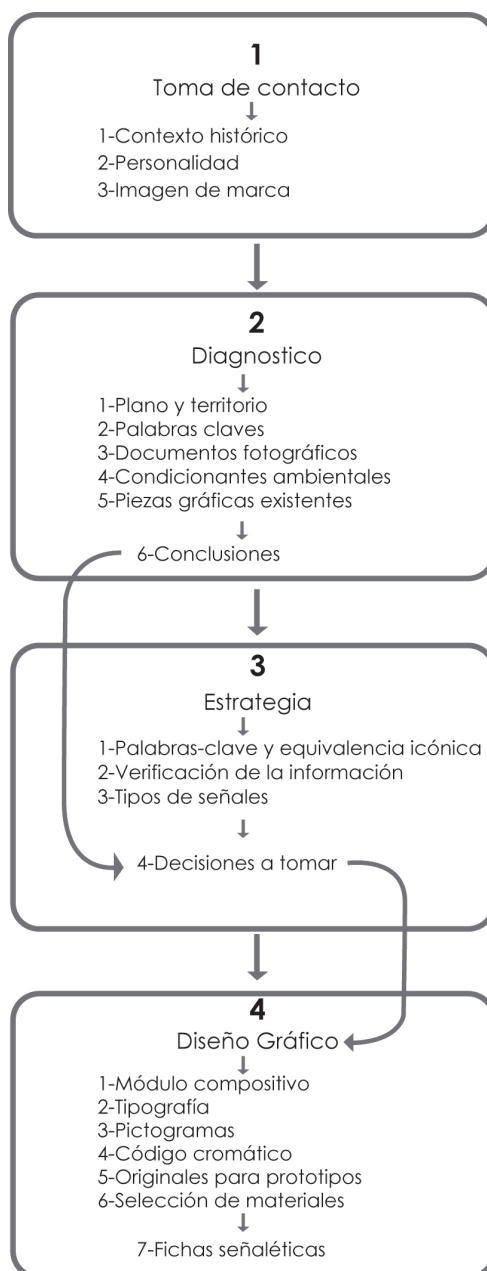 1
Toma de contacto
1-Contexto histórico
2-Personalidad
3-Imagen de marca
2
Diagnostico
1-Plano y territorio
2-Palabras claves
3-Documentos fotográficos
4-Condicionantes ambientales
5-Piezas gráficas existentes
6-Conclusiones
3
Estrategia
1-Palabras-clave y equivalencia icónica
2-Verificación de la información
3-Tipos de señales
4-Decisiones a tomar
4
Diseño Gráfico
1-Módulo compositivo
2-Tipografía
3-Pictogramas
4-Código cromático
5-Originales para prototipos
6-Selección de materiales
7-Fichas señaléticas